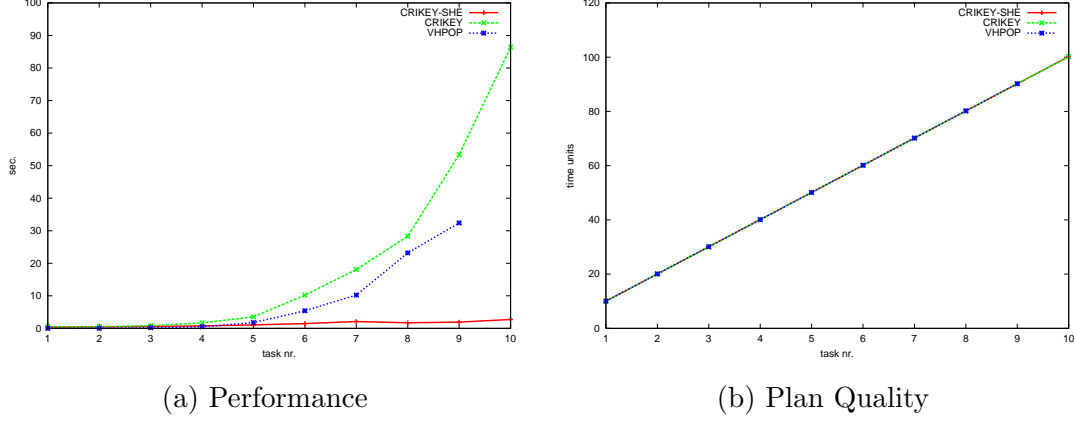 CRIKEY-SHE
CRIKEY
VHPOP
100
90
80
70
60
50
40
30
20
10
0
sec.
1 2 3 4 5 6 7 8 9 10
task nr.
(a) Performance
CRIKEY-SHE
CRIKEY
VHPOP
120
100
80
60
40
20
0
time units
1 2 3 4 5 6 7 8 9 10
task nr.
(b) Plan Quality